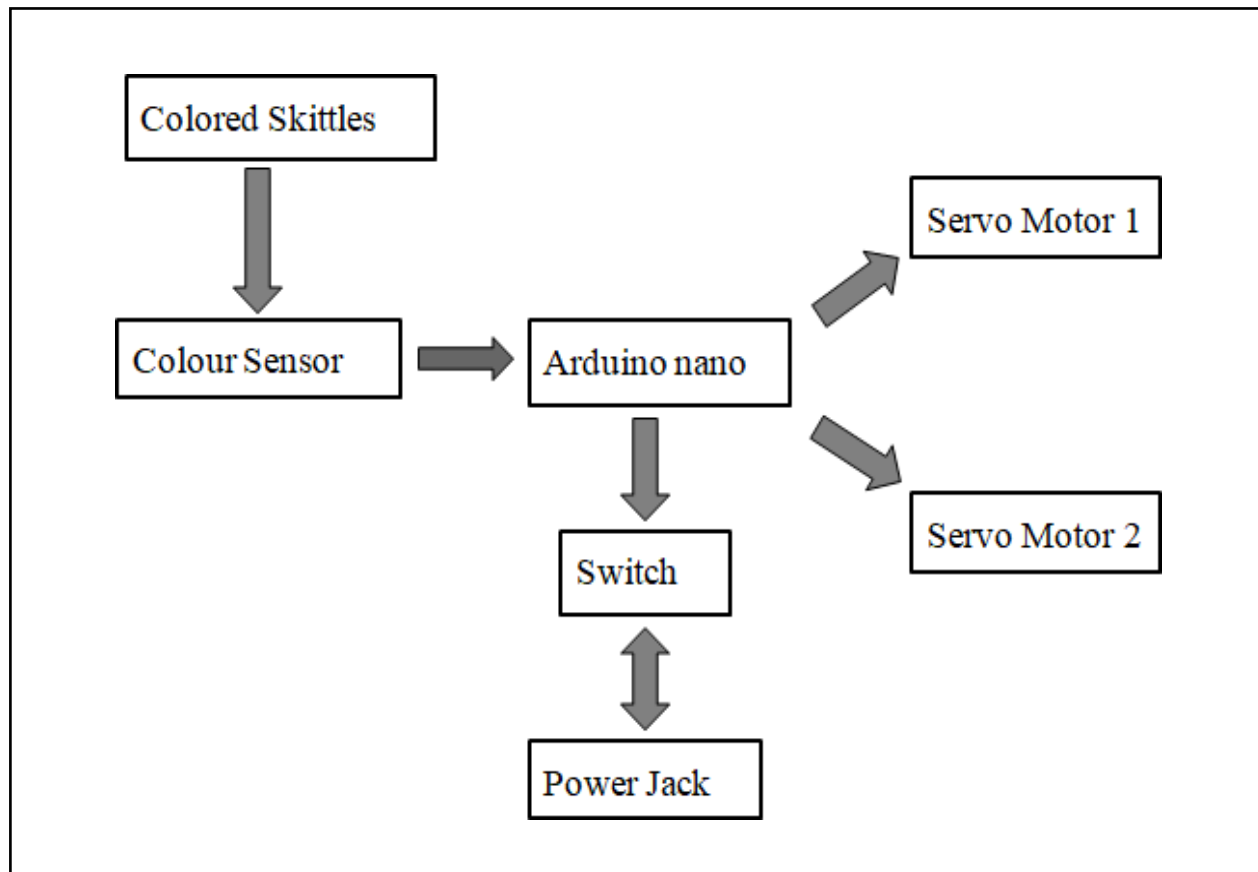 Colored Skittles
Servo Motor 1
Colour Sensor
Arduino nano
Servo Motor 2
Switch
Power Jack